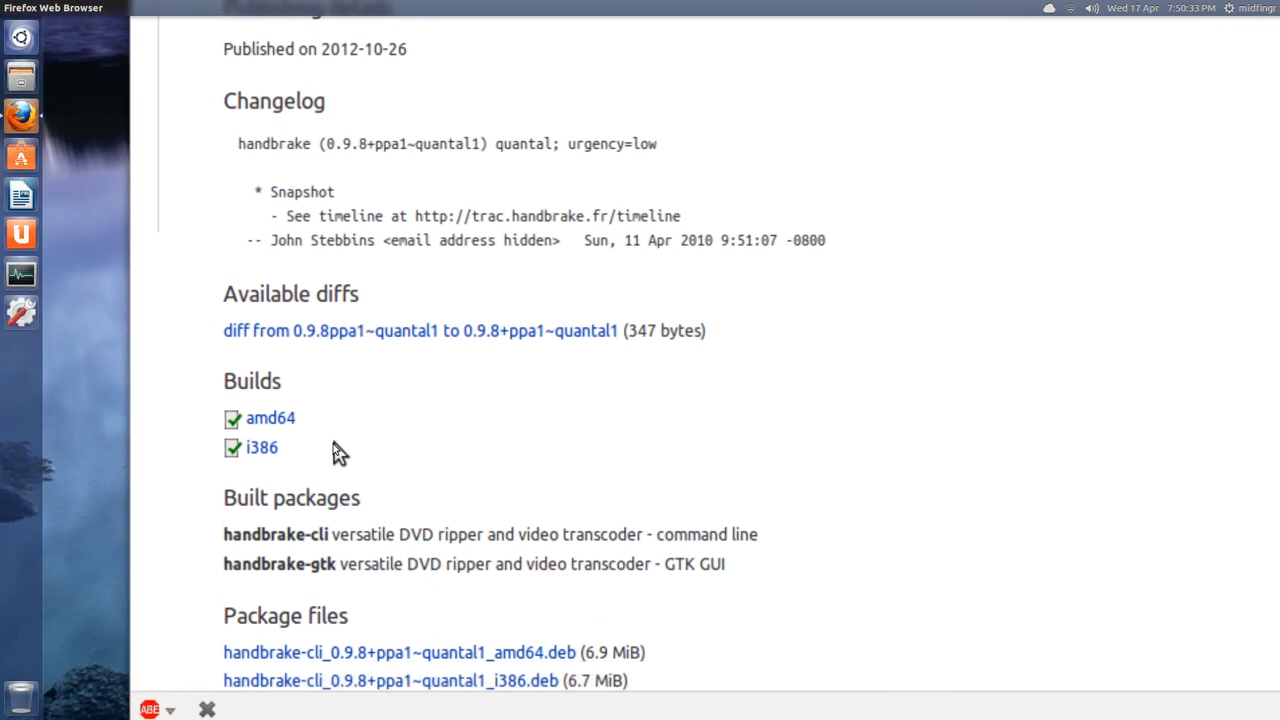 Firefox Web Browser
Wed 17 Apr 7:50:33 PM midfingr
Publishing details
Published on 2012-10-26
Changelog
handbrake (0.9.8+ppa1~quantal1) quantal; urgency=low
* Snapshot
- See timeline at http://trac.handbrake.fr/timeline
-- John Stebbins <email address hidden> Sun, 11 Apr 2010 9:51:07 -0800
Available diffs
diff from 0.9.8ppa1~quantal1 to 0.9.8+ppa1~quantal1 (347 bytes)
Builds
amd64
i386
Built packages
handbrake-cli versatile DVD ripper and video transcoder - command line
handbrake-gtk versatile DVD ripper and video transcoder - GTK GUI
Package files
handbrake-cli_0.9.8+ppa1~quantal1_amd64.deb (6.9 MiB)
handbrake-cli_0.9.8+ppa1~quantal1_i386.deb (6.7 MiB)
ABE